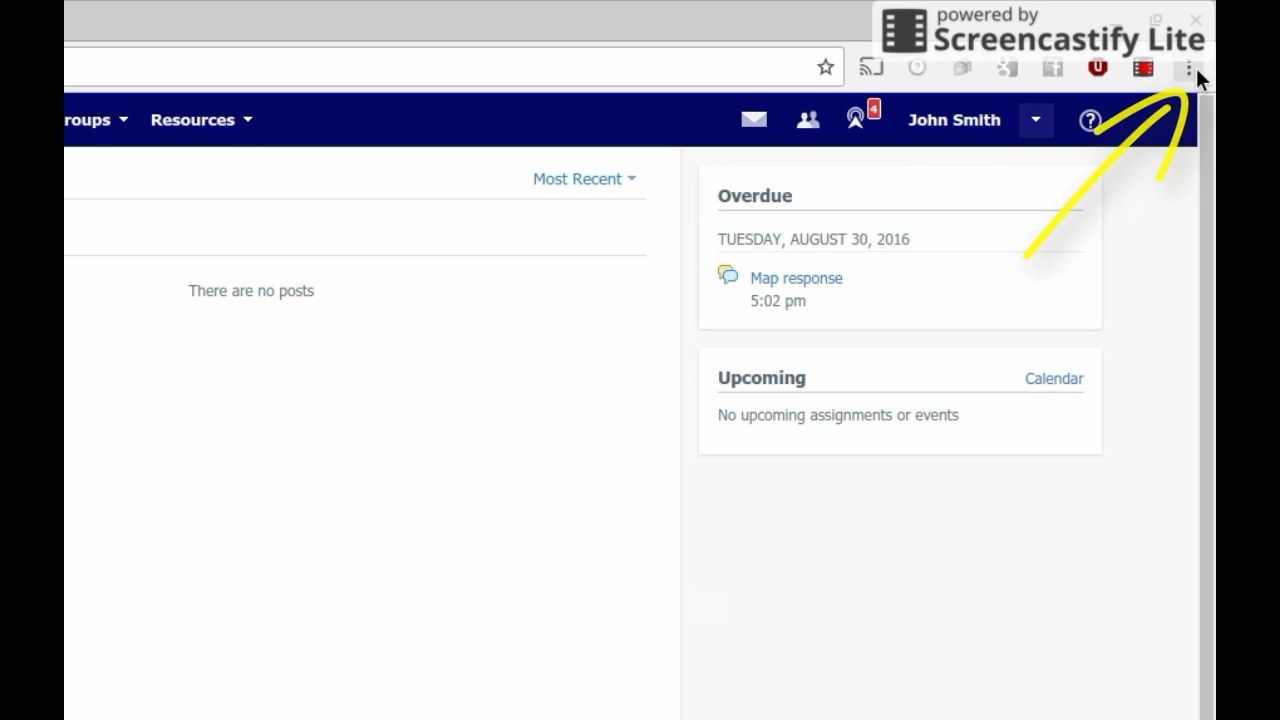 powered by
Screencastify Lite
roups Resources 4 John Smith ?
Most Recent
There are no posts
Overdue
TUESDAY, AUGUST 30, 2016
Map response
5:02 pm
Upcoming Calendar
No upcoming assignments or events